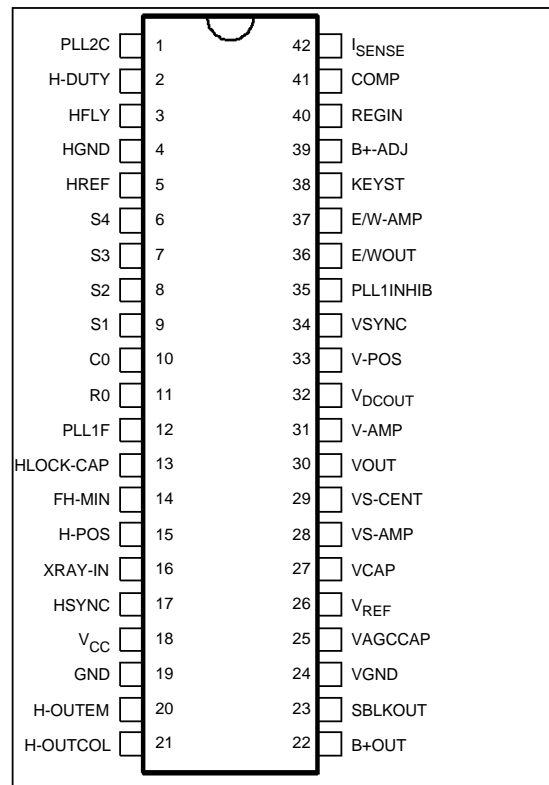 PLL2C 1 42 ISENSE
H-DUTY 2 41 COMP
HFLY 3 40 REGIN
HGND 4 39 B+-ADJ
HREF 5 38 KEYST
S4 6 37 E/W-AMP
S3 7 36 E/WOUT
S2 8 35 PLL1INHIB
S1 9 34 VSYNC
C0 10 33 V-POS
R0 11 32 VDCOUT
PLL1F 12 31 V-AMP
HLOCK-CAP 13 30 VOUT
FH-MIN 14 29 VS-CENT
H-POS 15 28 VS-AMP
XRAY-IN 16 27 VCAP
HSYNC 17 26 VREF
VCC 18 25 VAGCCAP
GND 19 24 VGND
H-OUTEM 20 23 SBLKOUT
H-OUTCOL 21 22 B+OUT